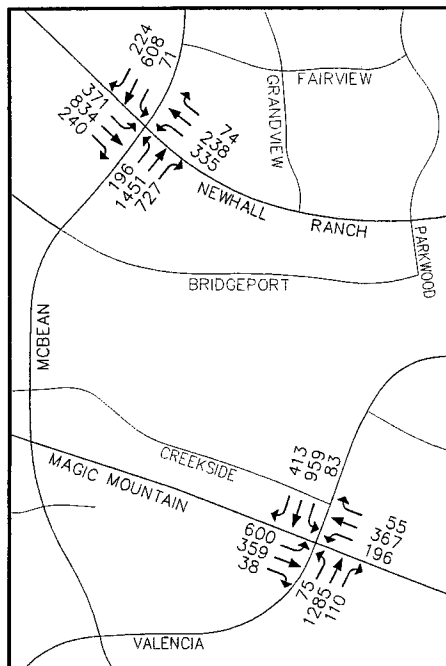 224
608
71
371
834
240
74
238
335
196
1451
727
FAIRVIEW
GRANDVIEW
NEWHALL RANCH
PARKWOOD
BRIDGEPORT
MCBEAN
CREEKSIDE
MAGIC MOUNTAIN
413
959
83
55
367
196
600
359
38
75
1285
110
VALENCIA